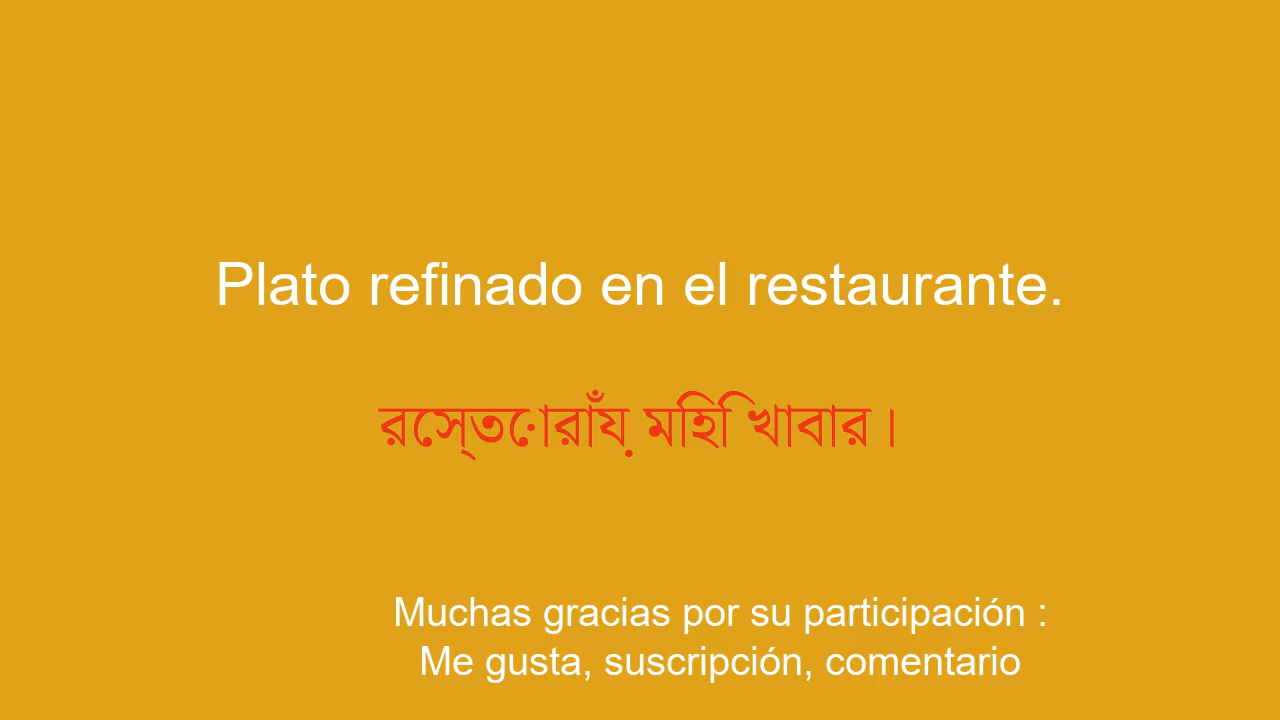 Plato refinado en el restaurante.
রেস্তোরাঁয় মিহি খাবার।
Muchas gracias por su participación :
Me gusta, suscripción, comentario